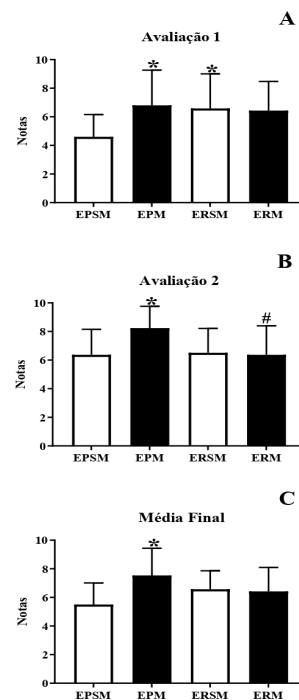 A
Avaliação 1
*
*
10
8
6
4
2
0
Notas
EPSM EPM ERSM ERM
B
Avaliação 2
*
#
10
8
6
4
2
0
Notas
EPSM EPM ERSM ERM
C
Média Final
*
10
8
6
4
2
0
Notas
EPSM EPM ERSM ERM